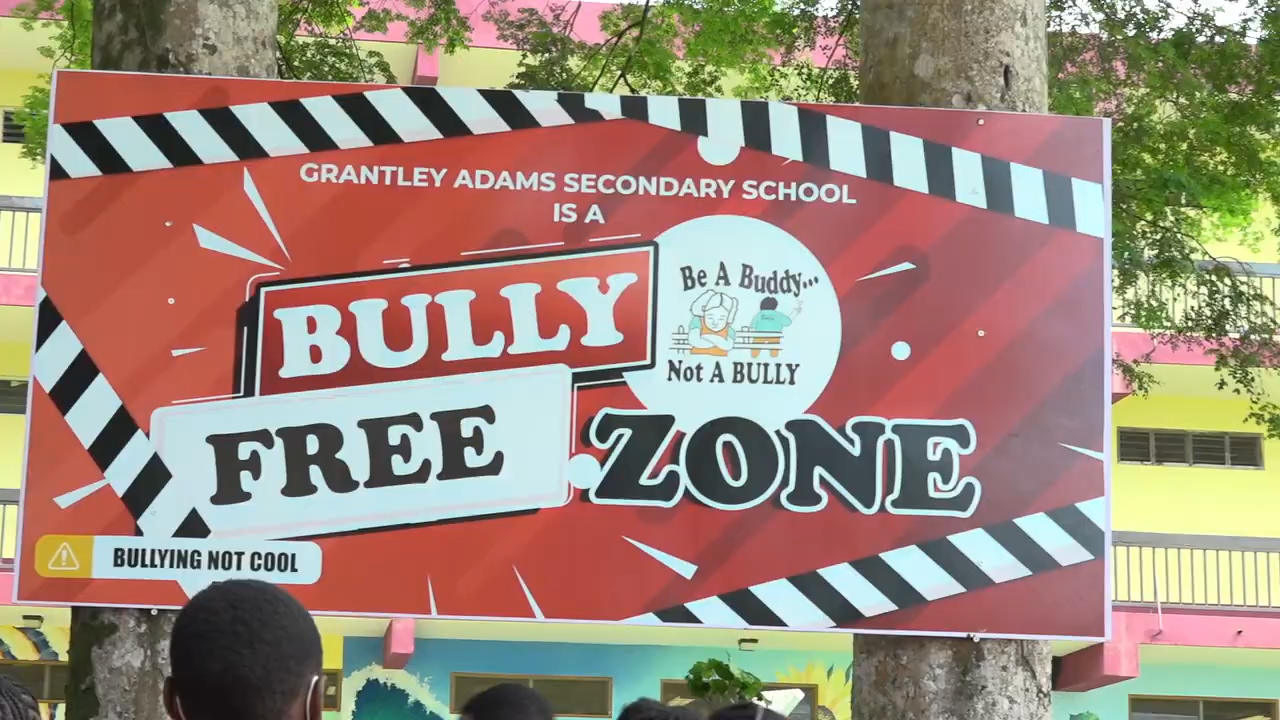 GRANTLEY ADAMS SECONDARY SCHOOL
IS A
BULLY
Be A Buddy...
Not A BULLY
FREE
ZONE
BULLYING NOT COOL